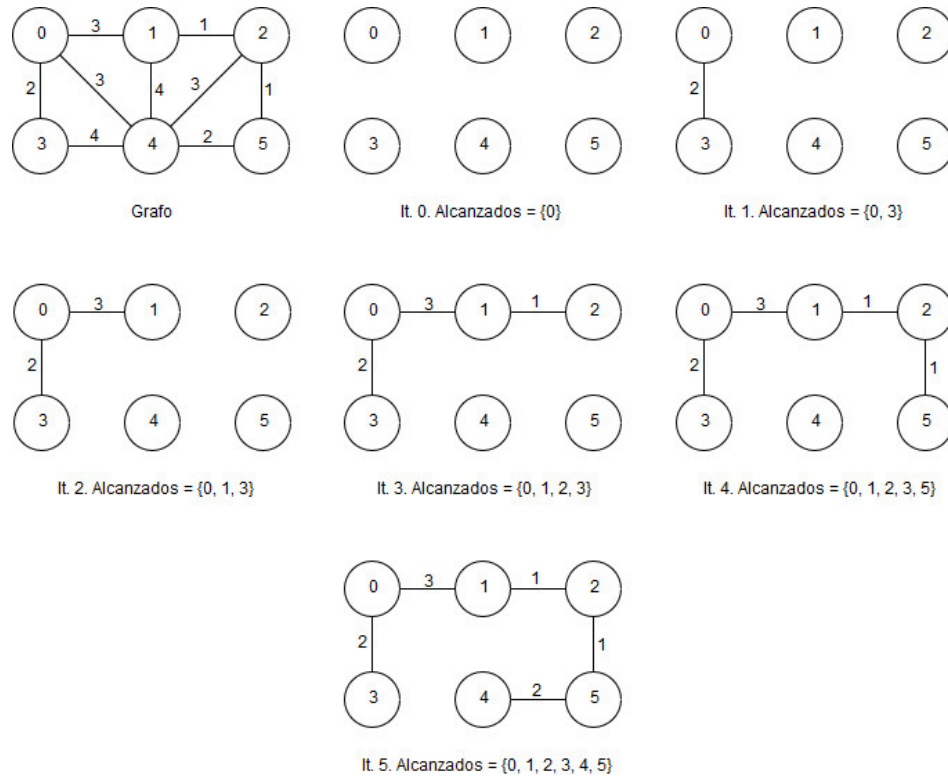 0 3 1 1 2
2 3 4 3 1
3 4 4 2 5
Grafo
0 1 2
3 4 5
It. 0. Alcanzados = {0}
0 1 2
2
3 4 5
It. 1. Alcanzados = {0, 3}
0 3 1 2
2
3 4 5
It. 2. Alcanzados = {0, 1, 3}
0 3 1 1 2
2
3 4 5
It. 3. Alcanzados = {0, 1, 2, 3}
0 3 1 1 2
2 1
3 4 5
It. 4. Alcanzados = {0, 1, 2, 3, 5}
0 3 1 1 2
2 1
3 4 2 5
It. 5. Alcanzados = {0, 1, 2, 3, 4, 5}